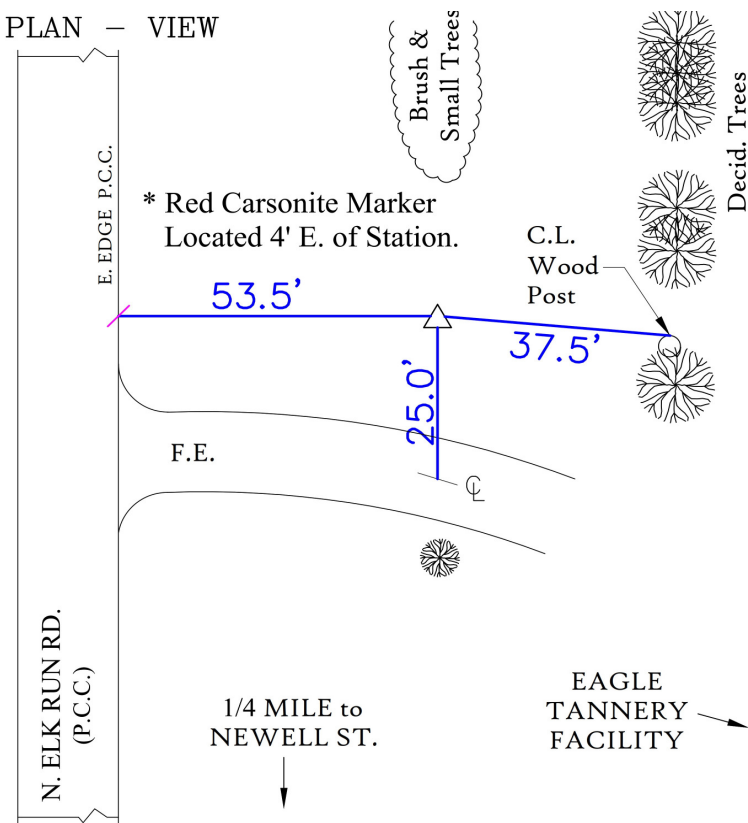 PLAN - VIEW
Brush &
Small Trees
Decid. Trees
E. EDGE P.C.C.
* Red Carsonite Marker
Located 4' E. of Station.
C.L.
Wood
Post
53.5'
37.5'
25.0'
F.E.
℄
N. ELK RUN RD.
(P.C.C.)
1/4 MILE to
NEWELL ST.
EAGLE
TANNERY
FACILITY